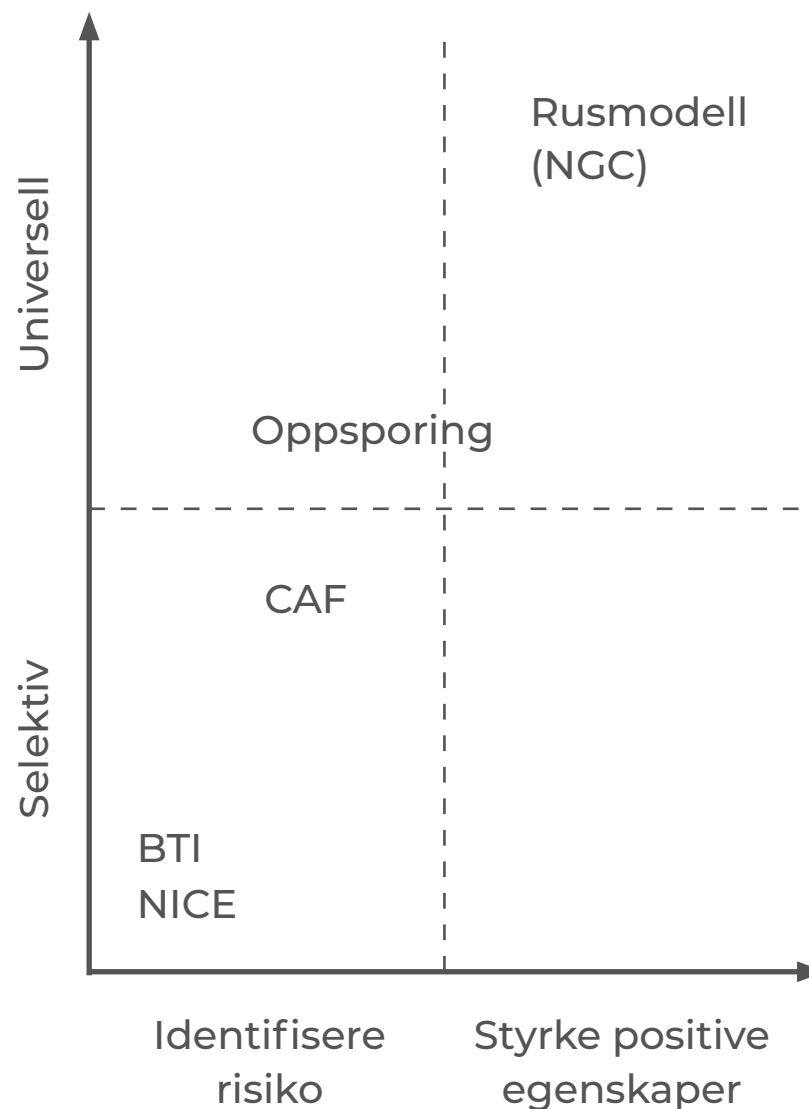 Universell
Rusmodell
(NGC)
Oppsporing
Selektiv
CAF
BTI
NICE
Identifisere
risiko
Styrke positive
egenskaper